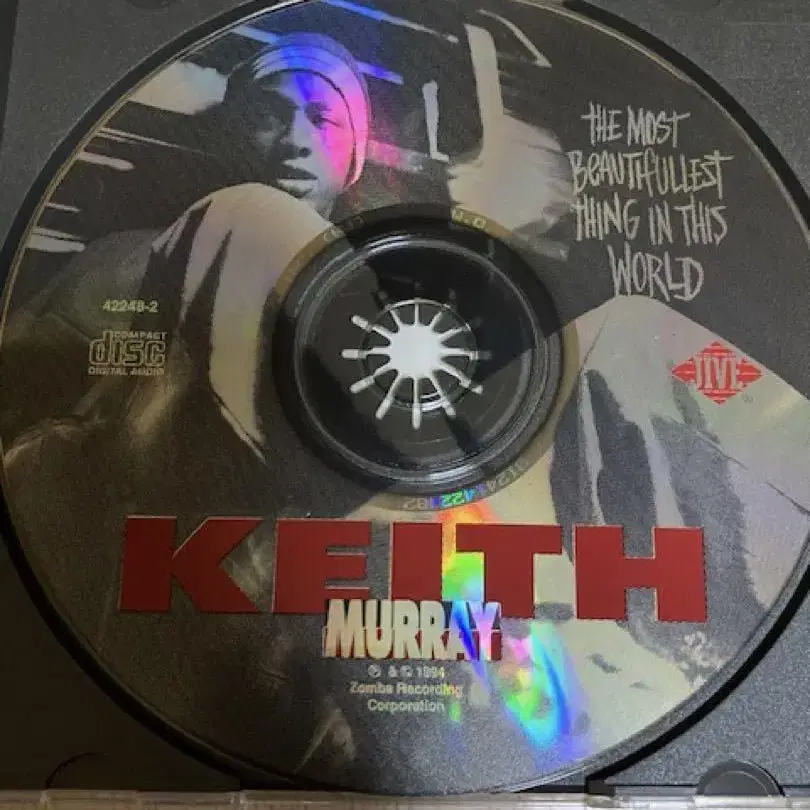 THE MOST
BEAUTIFULLEST
THING IN THIS
WORLD
42248-2
COMPACT
disc
DIGITAL AUDIO
JIVE
KEITH
MURRAY
℗ & © 1994
Zomba Recording
Corporation